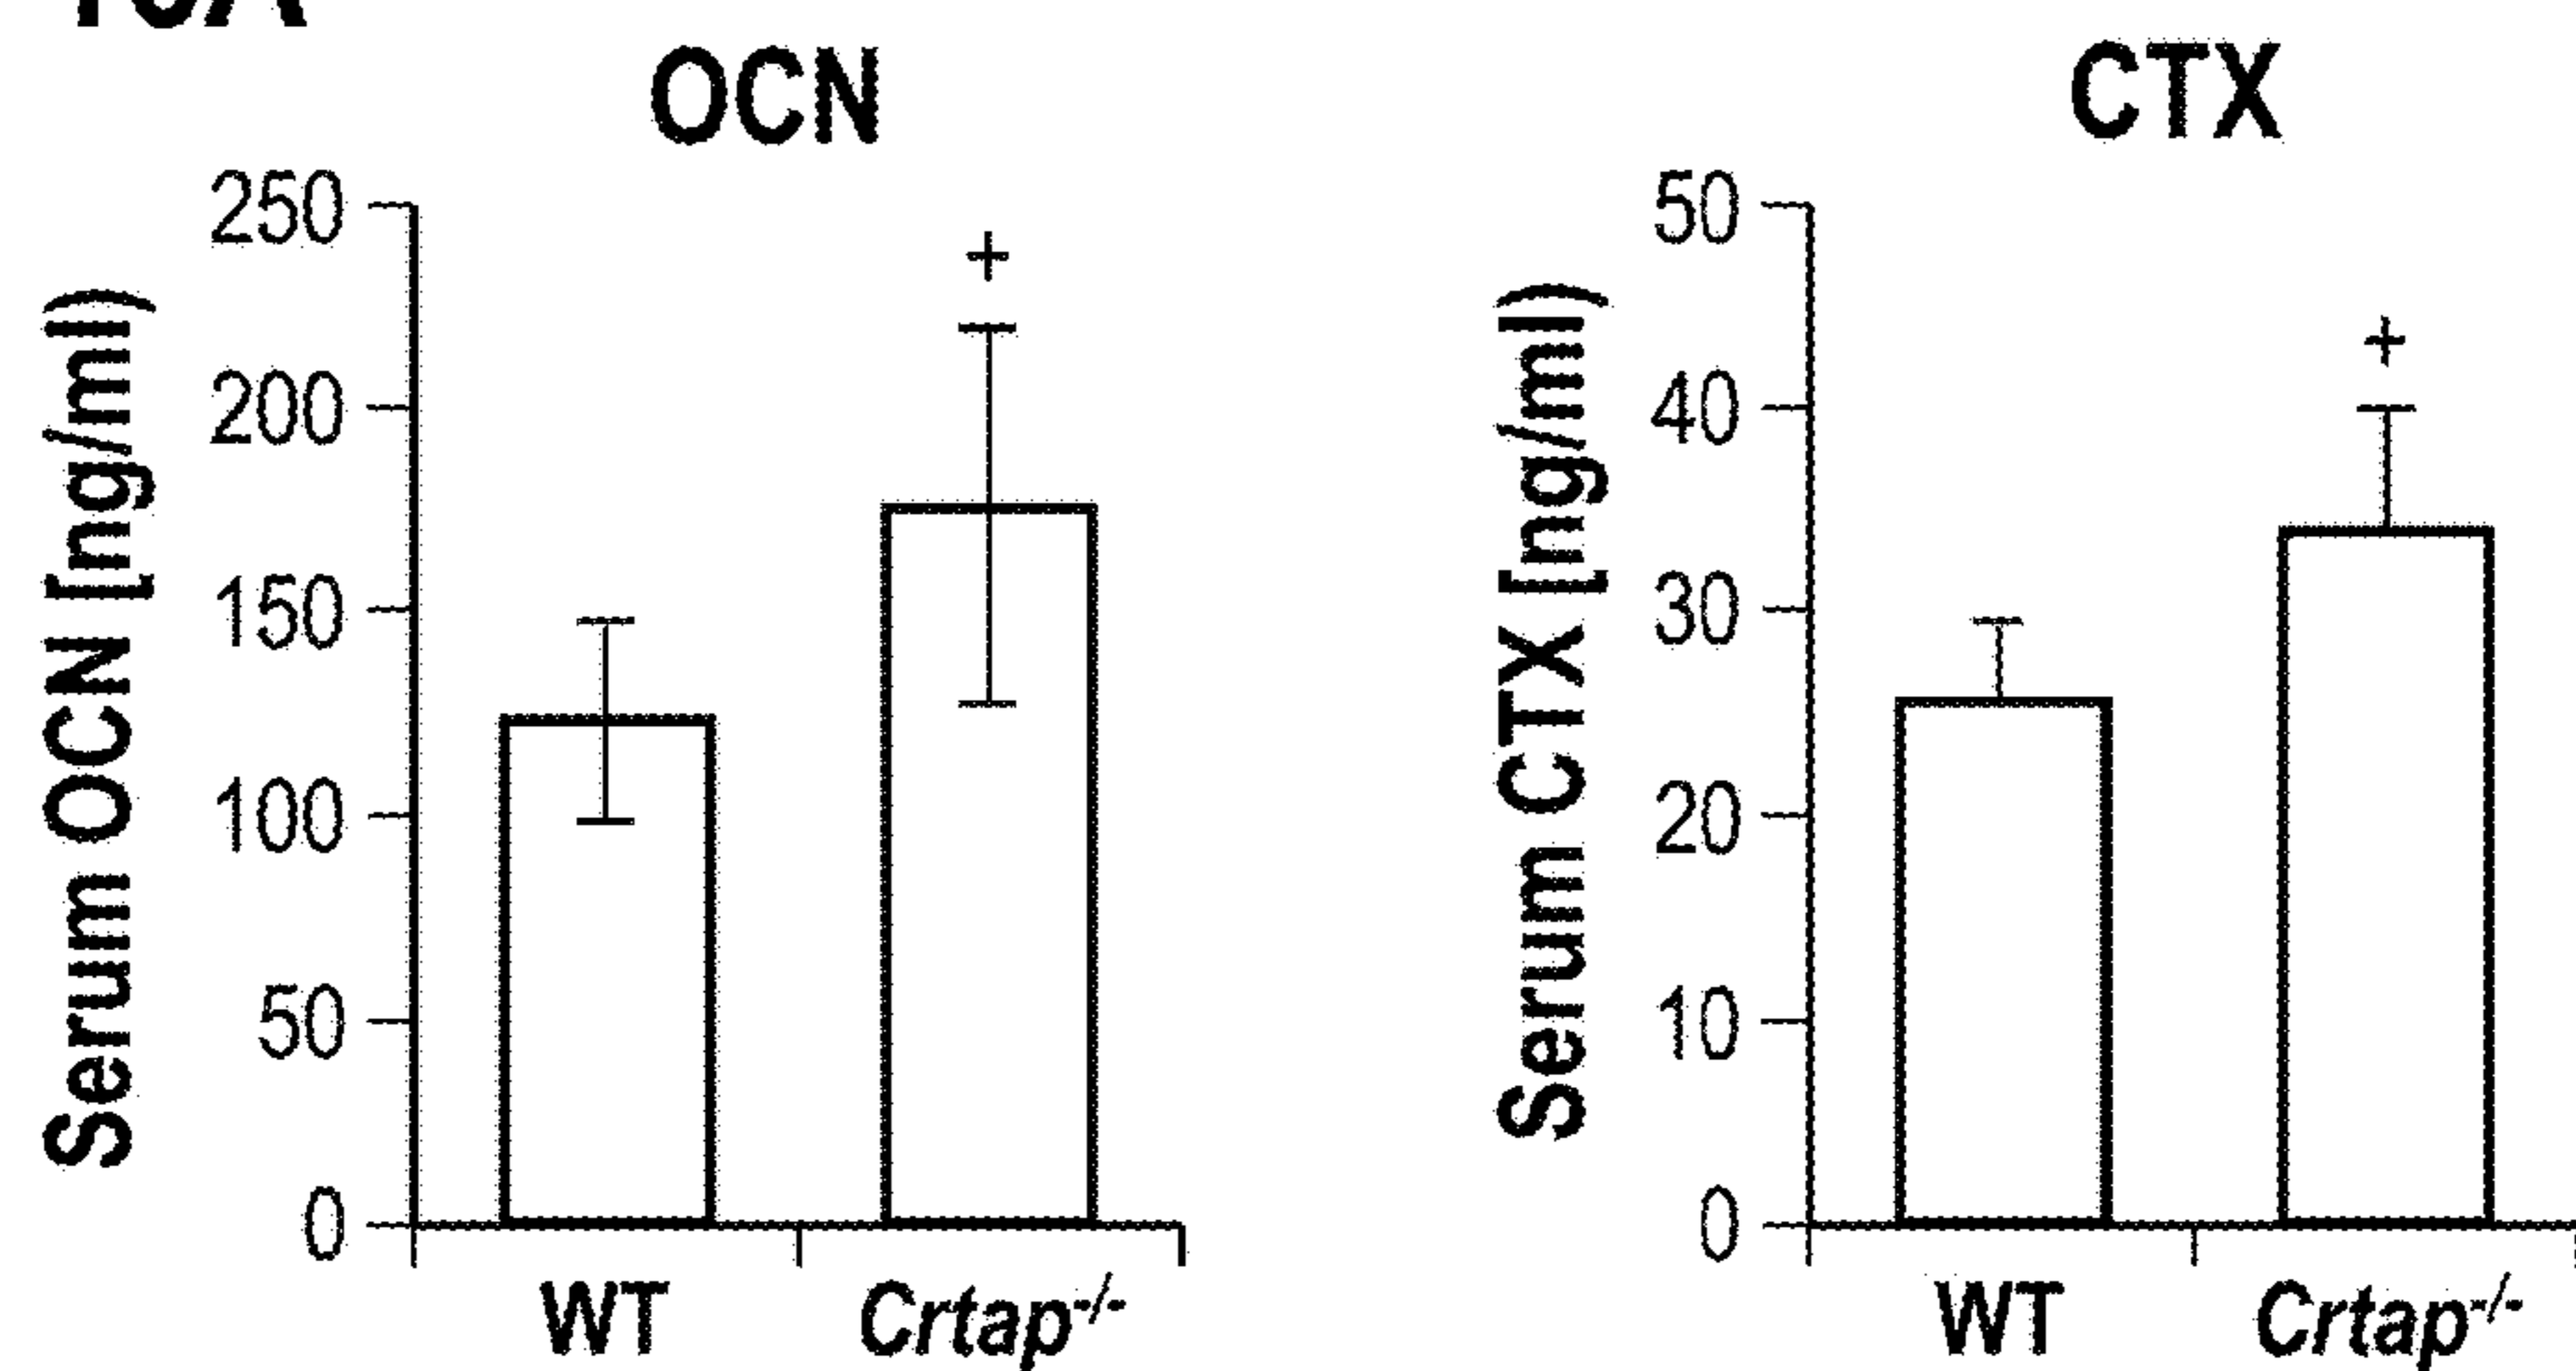 OCN
Serum OCN [ng/ml)
250
200
150
100
50
0
+
WT
Crtap-/-
CTX
Serum CTX [ng/ml)
50
40
30
20
10
0
+
WT
Crtap-/-